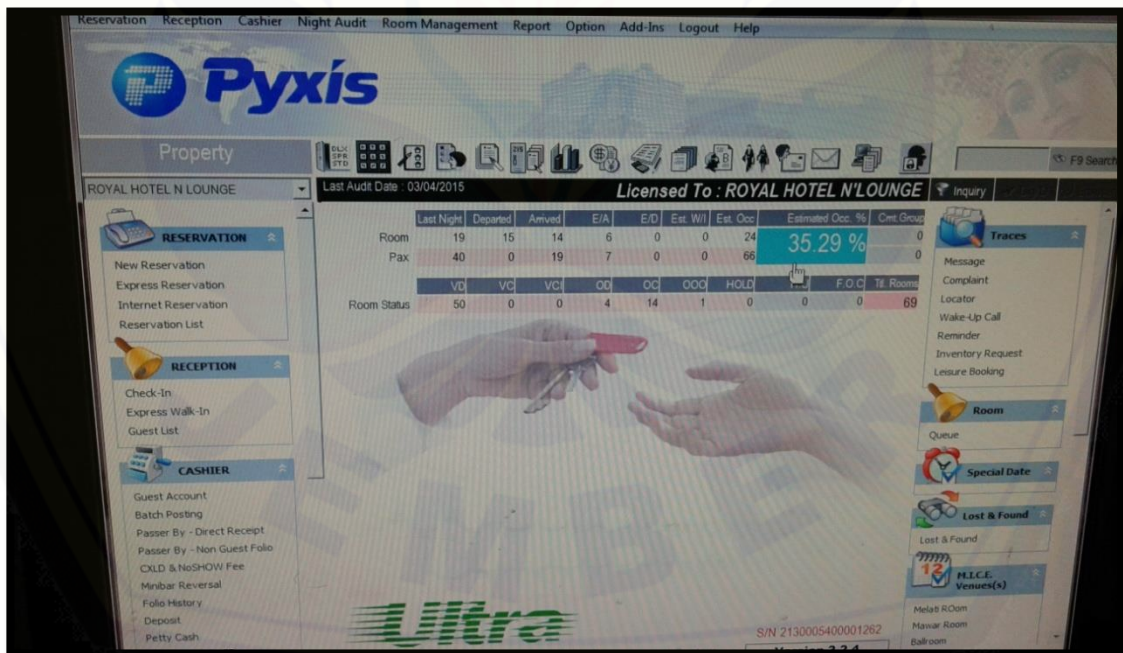 Reservation Reception Cashier Night Audit Room Management Report Option Add-Ins Logout Help
Pyxis
Property
DLX
SPR
STD
F9 Search
ROYAL HOTEL N LOUNGE
Last Audit Date : 03/04/2015
Licensed To : ROYAL HOTEL N'LOUNGE
Inquiry
Last Night Departed Arrived E/A E/D Est. W/I Est. Occ Estimated Occ. % Cmt.Group
Room 19 15 14 6 0 0 24 35.29 % 0
Pax 40 0 19 7 0 0 66 0
VD VC VCI OD OC OOO HOLD F.O.C Ttl. Rooms
Room Status 50 0 0 4 14 1 0 0 0 69
RESERVATION
New Reservation
Express Reservation
Internet Reservation
Reservation List
RECEPTION
Check-In
Express Walk-In
Guest List
CASHIER
Guest Account
Batch Posting
Passer By - Direct Receipt
Passer By - Non Guest Folio
CXLD & NoSHOW Fee
Minibar Reversal
Folio History
Deposit
Petty Cash
Traces
Message
Complaint
Locator
Wake-Up Call
Reminder
Inventory Request
Leisure Booking
Room
Queue
Special Date
Lost & Found
Lost & Found
12
M.I.C.E.
Venues(s)
Melati ROom
Mawar Room
Ballroom
Ultra
S/N 2130005400001262